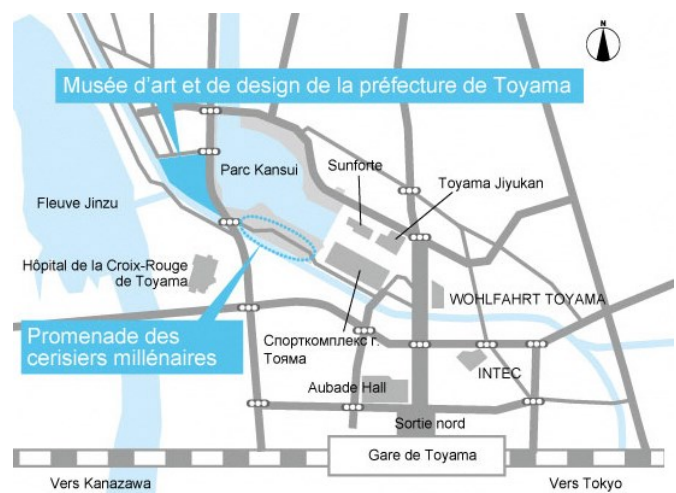 N
Musée d'art et de design de la préfecture de Toyama
Parc Kansui
Sunforte
Toyama Jiyukan
Fleuve Jinzu
Hôpital de la Croix-Rouge
de Toyama
WOHLFAHRT TOYAMA
Promenade des
cerisiers millénaires
Спорткомплекс г.
Тояма
INTEC
Aubade Hall
Sortie nord
Gare de Toyama
Vers Kanazawa
Vers Tokyo